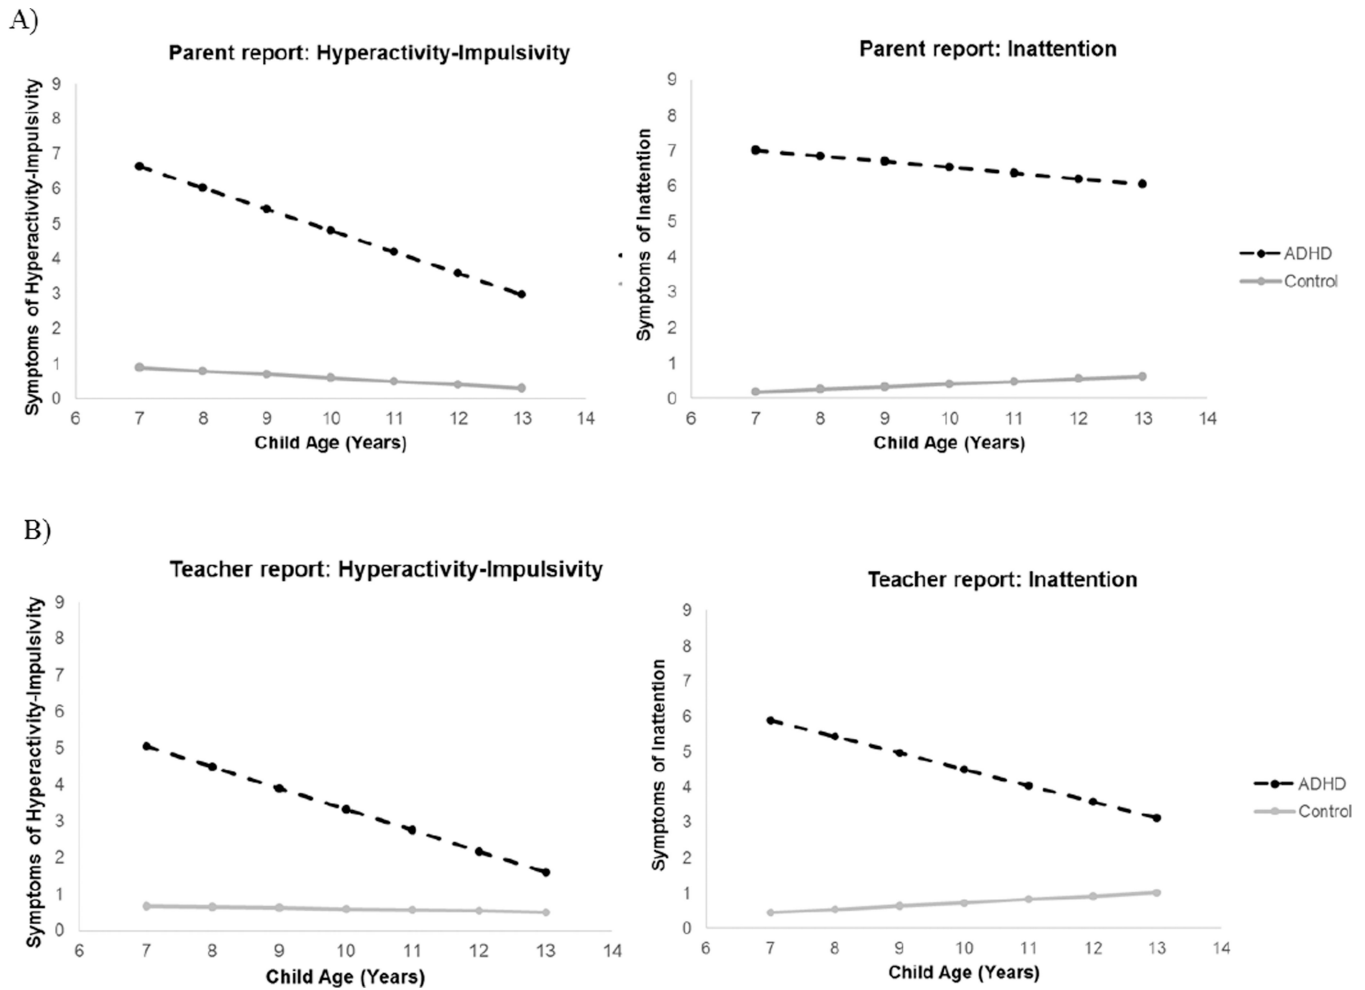 A)
Parent report: Hyperactivity-Impulsivity
Symptoms of Hyperactivity-Impulsivity
9
8
7
6
5
4
3
2
1
0
6 7 8 9 10 11 12 13 14
Child Age (Years)
Parent report: Inattention
Symptoms of Inattention
9
8
7
6
5
4
3
2
1
0
6 7 8 9 10 11 12 13 14
Child Age (Years)
ADHD
Control
B)
Teacher report: Hyperactivity-Impulsivity
Symptoms of Hyperactivity-Impulsivity
9
8
7
6
5
4
3
2
1
0
6 7 8 9 10 11 12 13 14
Child Age (Years)
Teacher report: Inattention
Symptoms of Inattention
9
8
7
6
5
4
3
2
1
0
6 7 8 9 10 11 12 13 14
Child Age (Years)
ADHD
Control